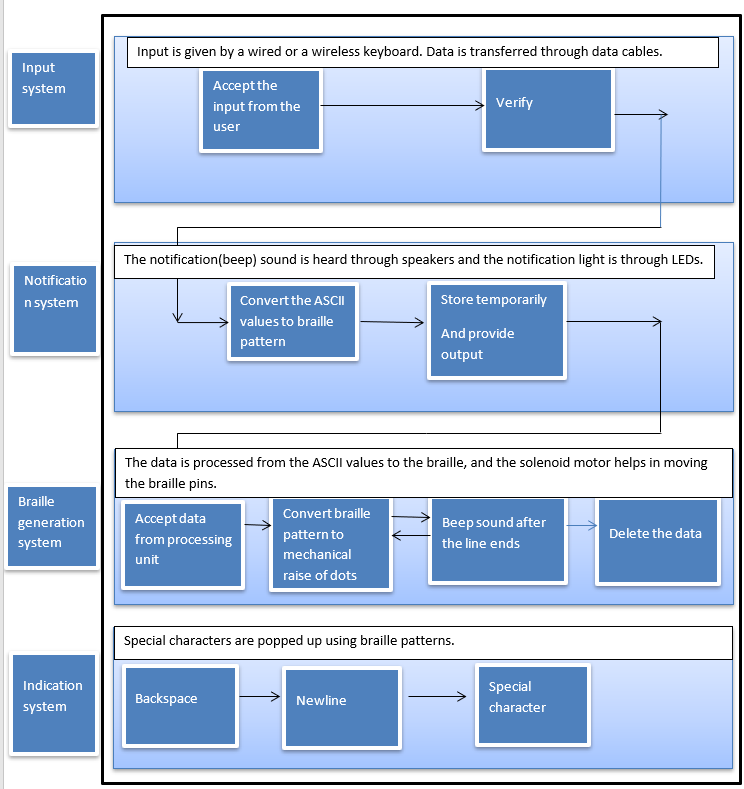 Input is given by a wired or a wireless keyboard. Data is transferred through data cables.
Input
system
Accept the
input from the
user
Verify
The notification(beep) sound is heard through speakers and the notification light is through LEDs.
Notificatio
n system
Convert the ASCII
values to braille
pattern
Store temporarily
And provide
output
The data is processed from the ASCII values to the braille, and the solenoid motor helps in moving
the braille pins.
Braille
generation
system
Accept data
from processing
unit
Convert braille
pattern to
mechanical
raise of dots
Beep sound after
the line ends
Delete the data
Special characters are popped up using braille patterns.
Indication
system
Backspace
Newline
Special
character